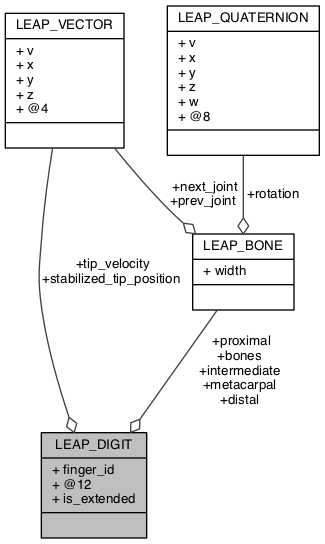 LEAP_VECTOR
+ v
+ x
+ y
+ z
+ @4
LEAP_QUATERNION
+ v
+ x
+ y
+ z
+ w
+ @8
+next_joint
+prev_joint
+rotation
LEAP_BONE
+ width
+tip_velocity
+stabilized_tip_position
+proximal
+bones
+intermediate
+metacarpal
+distal
LEAP_DIGIT
+ finger_id
+ @12
+ is_extended